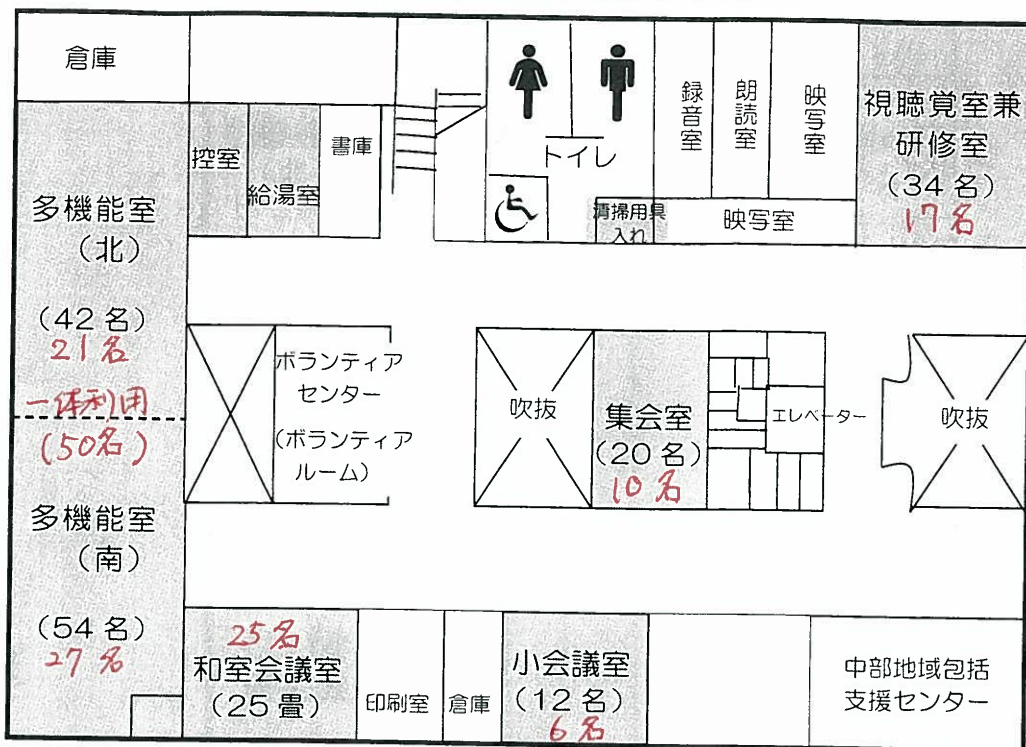 倉庫
控室
給湯室
書庫
トイレ
清掃用具
入れ
録音室
朗読室
映写室
映写室
視聴覚室兼
研修室
(34名)
17名
多機能室
(北)
(42名)
21名
一体利用
(50名)
多機能室
(南)
(54名)
27名
ボランティア
センター
(ボランティア
ルーム)
吹抜
集会室
(20名)
10名
エレベーター
吹抜
25名
和室会議室
(25畳)
印刷室
倉庫
小会議室
(12名)
6名
中部地域包括
支援センター